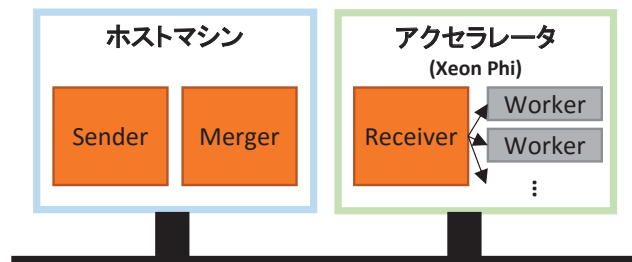 ホストマシン
Sender
Merger
アクセラレータ
(Xeon Phi)
Receiver
Worker
Worker
...